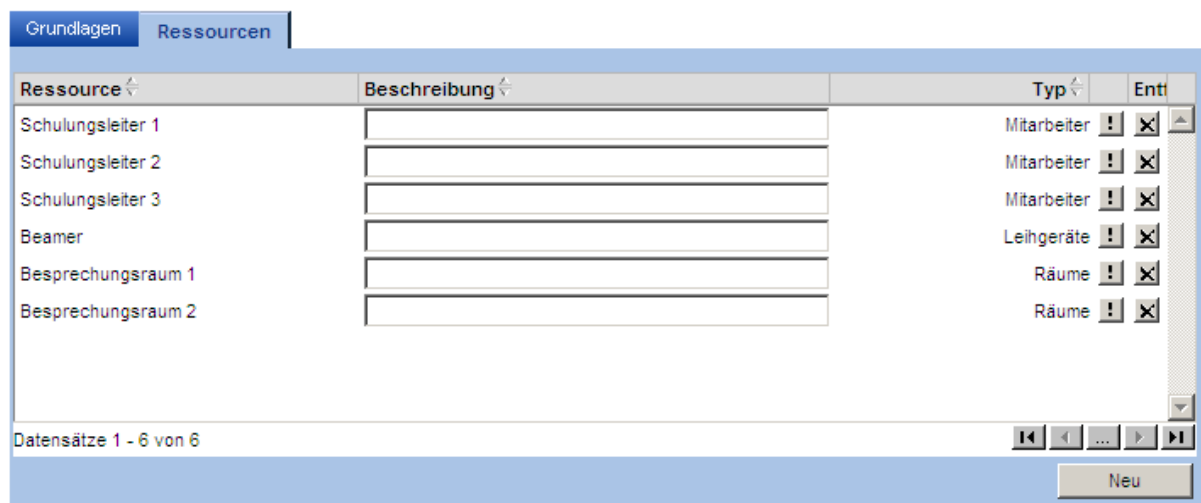 Grundlagen Ressourcen
Ressource Beschreibung Typ Entf
Schulungsleiter 1 Mitarbeiter ! X
Schulungsleiter 2 Mitarbeiter ! X
Schulungsleiter 3 Mitarbeiter ! X
Beamer Leihgeräte ! X
Besprechungsraum 1 Räume ! X
Besprechungsraum 2 Räume ! X
Datensätze 1 - 6 von 6 ...
Neu